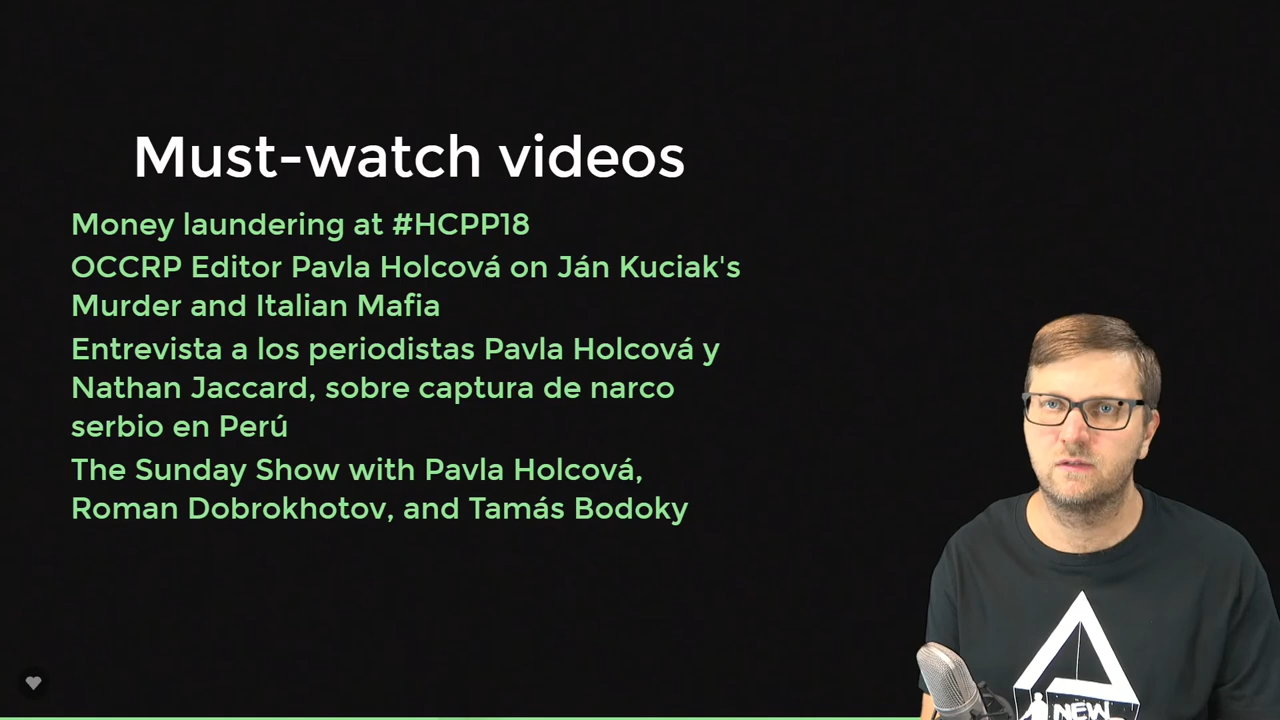 Must-watch videos
Money laundering at #HCPP18
OCCRP Editor Pavla Holcová on Ján Kuciak's
Murder and Italian Mafia
Entrevista a los periodistas Pavla Holcová y
Nathan Jaccard, sobre captura de narco
serbio en Perú
The Sunday Show with Pavla Holcová,
Roman Dobrokhotov, and Tamás Bodoky
NEW